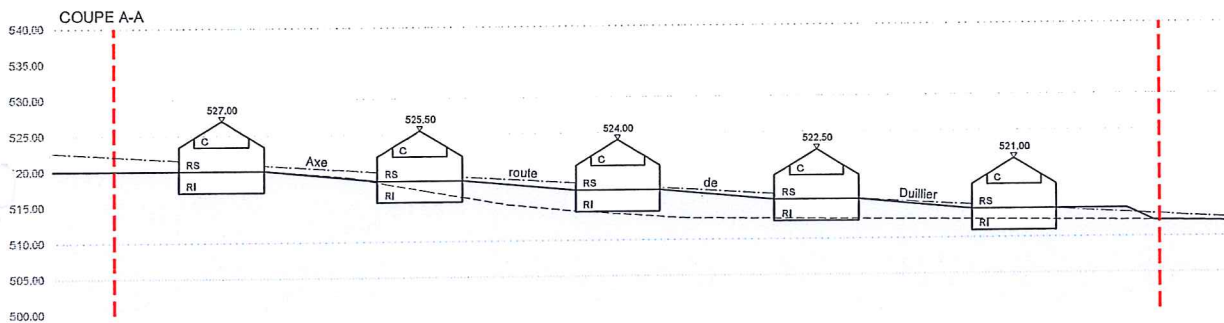 COUPE A-A
540.00
535.00
530.00
525.00
520.00
515.00
510.00
505.00
500.00
527.00
C
RS
RI
Axe
525.50
C
RS
RI
route
524.00
C
RS
RI
de
522.50
C
RS
RI
Duillier
521.00
C
RS
RI